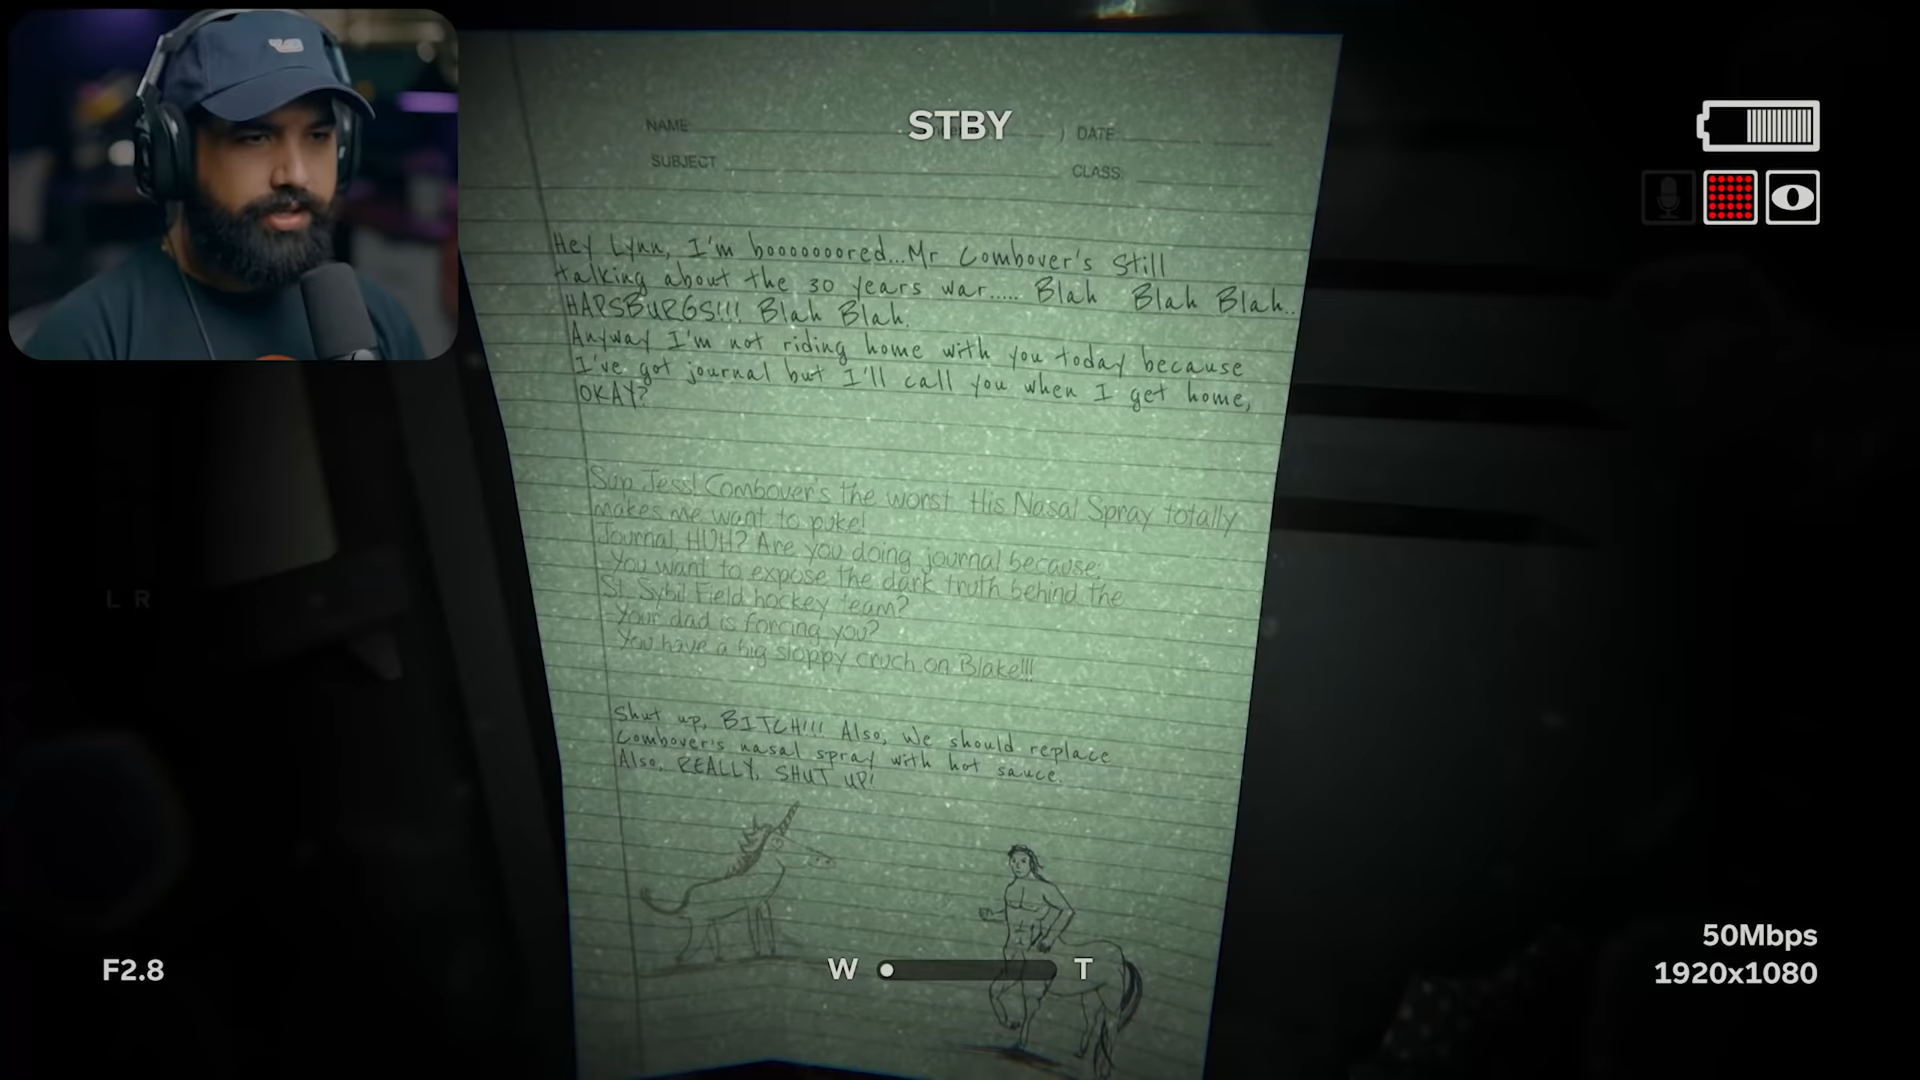 STBY
NAME ) DATE:
SUBJECT CLASS:
Hey Lynn, I'm boooooored...Mr Combover's Still
talking about the 30 years war..... Blah Blah Blah..
HAPSBURGS!!! Blah Blah.
Anyway I'm not riding home with you today because
I've got journal but I'll call you when I get home,
OKAY?
Sup Jess! Combover's the worst His Nasal Spray totally
makes me want to puke!
Journal, HUH? Are you doing journal because:
You want to expose the dark truth behind the
St Sybil Field hockey team?
Your dad is forcing you?
You have a big sloppy cruch on Blake!!!
Shut up, BITCH!!! Also, we should replace
Combover's nasal spray with hot sauce.
Also, REALLY, SHUT UP!
L R
F2.8
W T
50Mbps
1920x1080